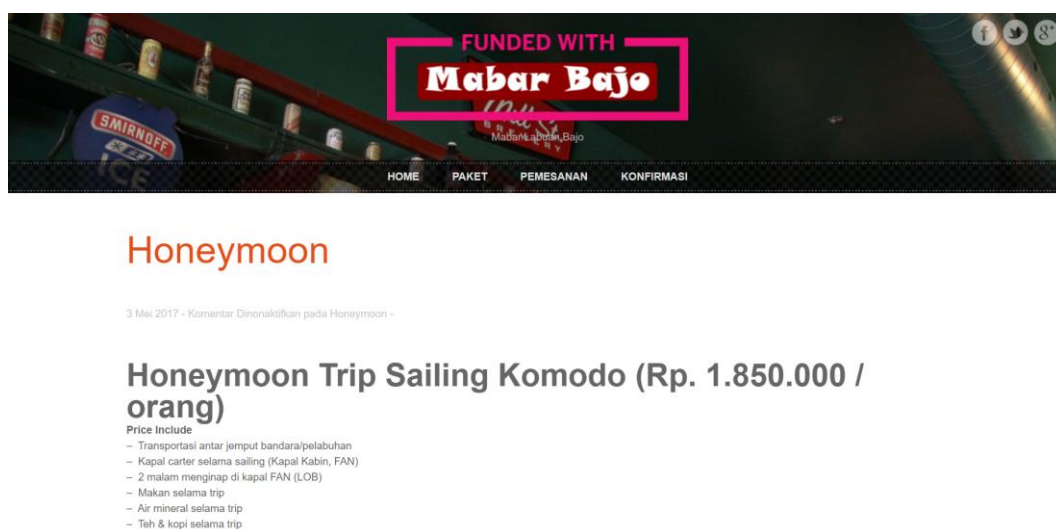 FUNDED WITH
Mabar Bajo
Mabar Labuan Bajo
SMIRNOFF
ICE
HOME PAKET PEMESANAN KONFIRMASI
Honeymoon
3 Mei 2017 - Komentar Dinonaktifkan pada Honeymoon -
Honeymoon Trip Sailing Komodo (Rp. 1.850.000 /
orang)
Price Include
– Transportasi antar jemput bandara/pelabuhan
– Kapal carter selama sailing (Kapal Kabin, FAN)
– 2 malam menginap di kapal FAN (LOB)
– Makan selama trip
– Air mineral selama trip
– Teh & kopi selama trip